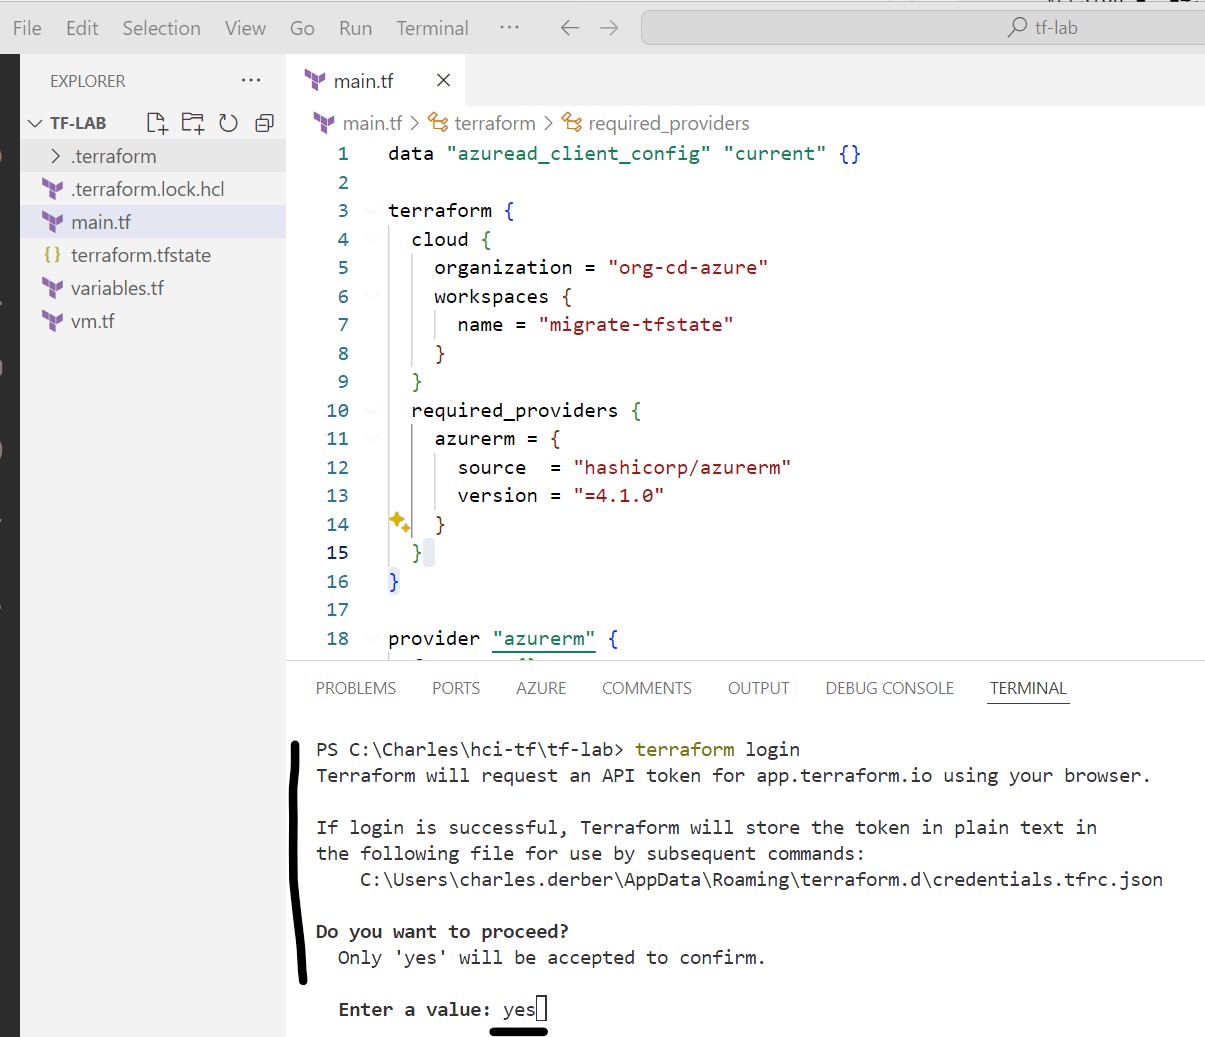 File Edit Selection View Go Run Terminal ··· ← → tf-lab
EXPLORER ···
TF-LAB
.terraform
.terraform.lock.hcl
main.tf
{} terraform.tfstate
variables.tf
vm.tf
main.tf ×
main.tf > terraform > required_providers
1 data "azuread_client_config" "current" {}
2
3 terraform {
4 cloud {
5 organization = "org-cd-azure"
6 workspaces {
7 name = "migrate-tfstate"
8 }
9 }
10 required_providers {
11 azurerm = {
12 source  = "hashicorp/azurerm"
13 version = "=4.1.0"
14 }
15 }
16 }
17
18 provider "azurerm" {
PROBLEMS PORTS AZURE COMMENTS OUTPUT DEBUG CONSOLE TERMINAL
PS C:\Charles\hci-tf\tf-lab> terraform login
Terraform will request an API token for app.terraform.io using your browser.
If login is successful, Terraform will store the token in plain text in
the following file for use by subsequent commands:
C:\Users\charles.derber\AppData\Roaming\terraform.d\credentials.tfrc.json
Do you want to proceed?
Only 'yes' will be accepted to confirm.
Enter a value: yes